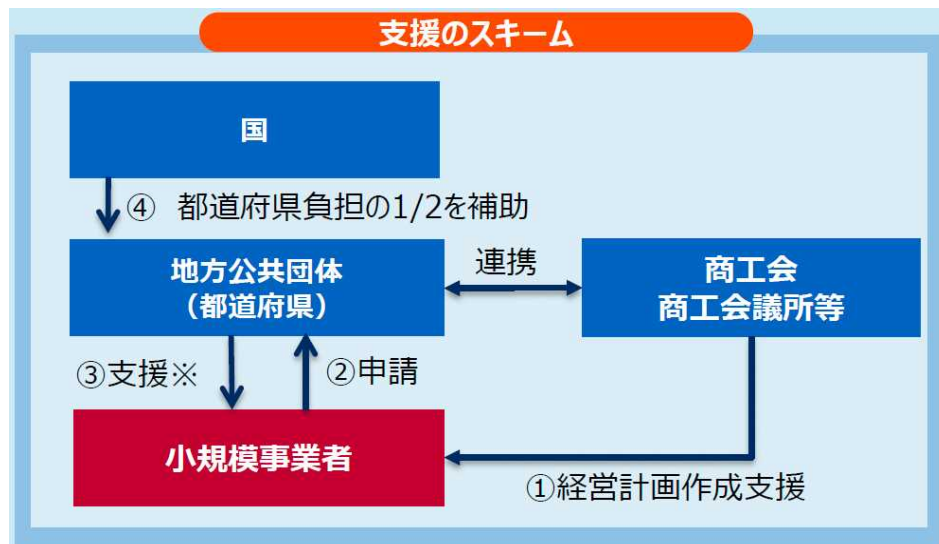 支援のスキーム
国
④ 都道府県負担の1/2を補助
地方公共団体
（都道府県）
連携
商工会
商工会議所等
③支援※
②申請
小規模事業者
①経営計画作成支援